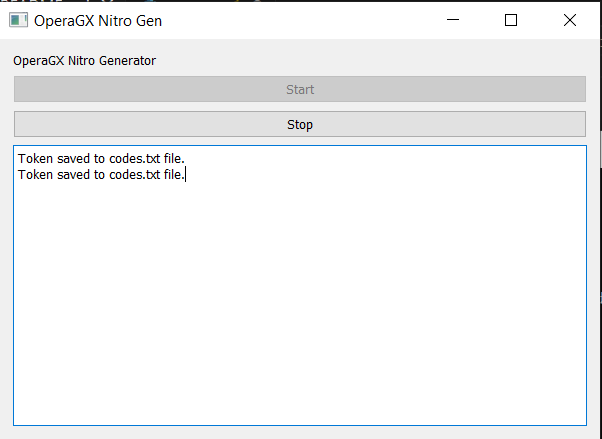 OperaGX Nitro Gen
OperaGX Nitro Generator
Start
Stop
Token saved to codes.txt file.
Token saved to codes.txt file.